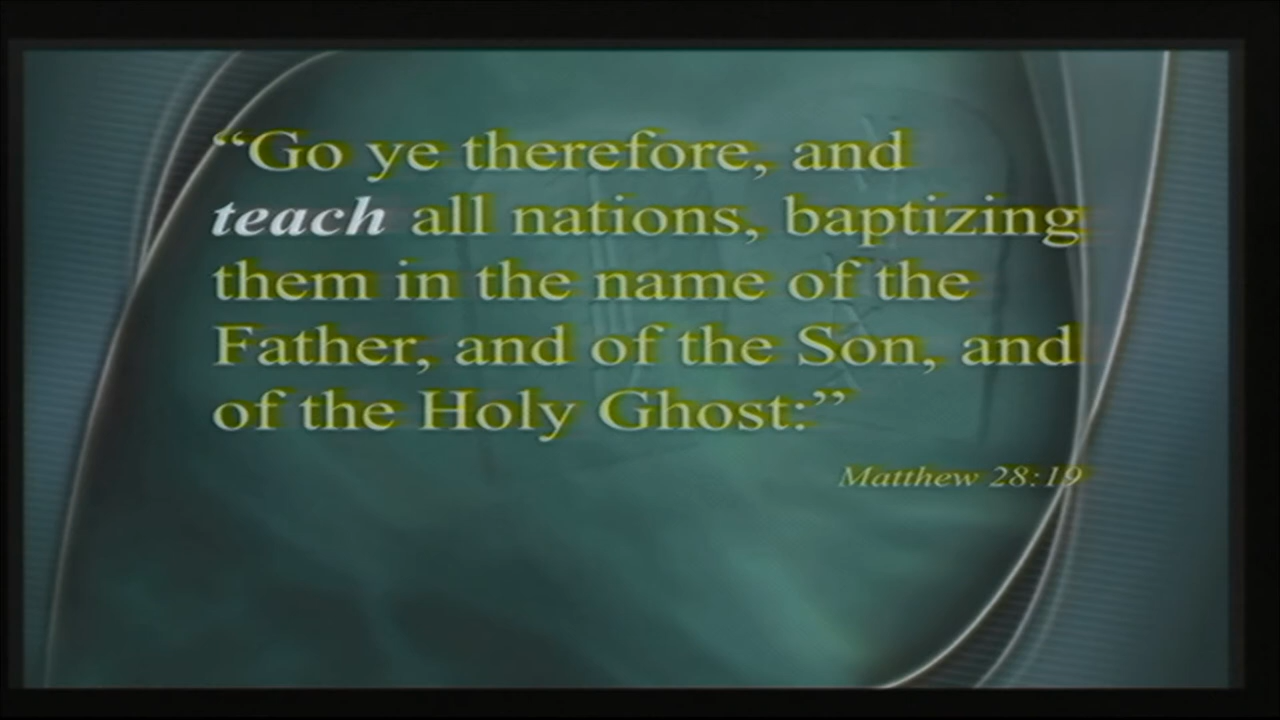 “Go ye therefore, and
teach all nations, baptizing
them in the name of the
Father, and of the Son, and
of the Holy Ghost:”
Matthew 28:19